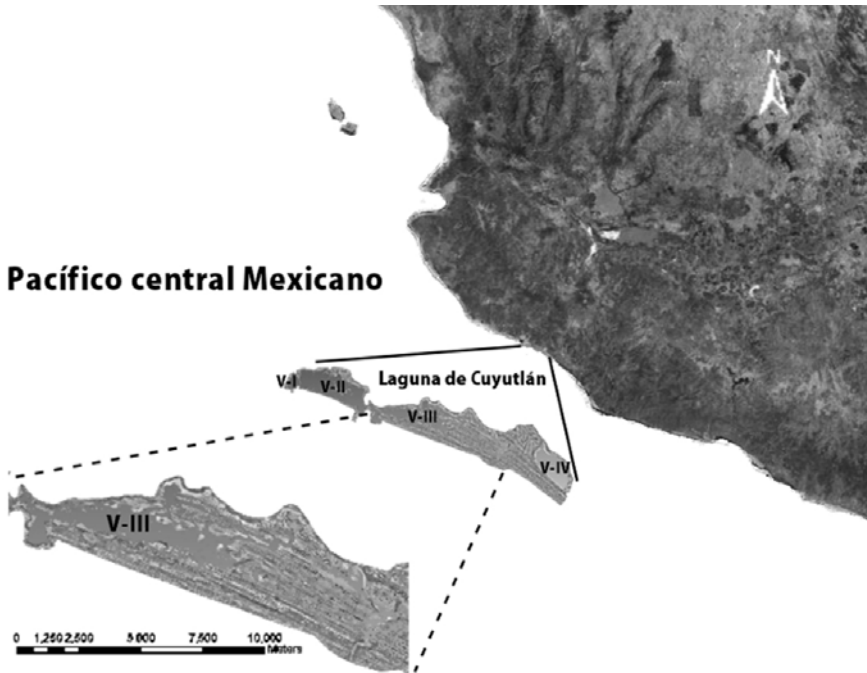 N
Pacífico central Mexicano
Laguna de Cuyutlán
V-I
V-II
V-III
V-IV
V-III
0 1,250 2,500 5 000 7,500 10,000
Meters